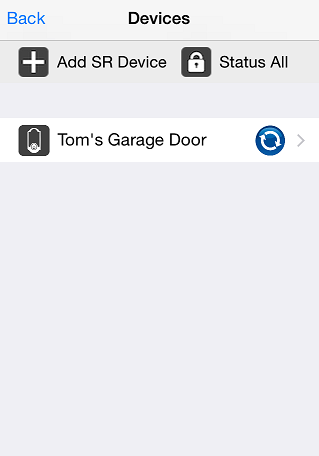 Back Devices
Add SR Device Status All
Tom's Garage Door